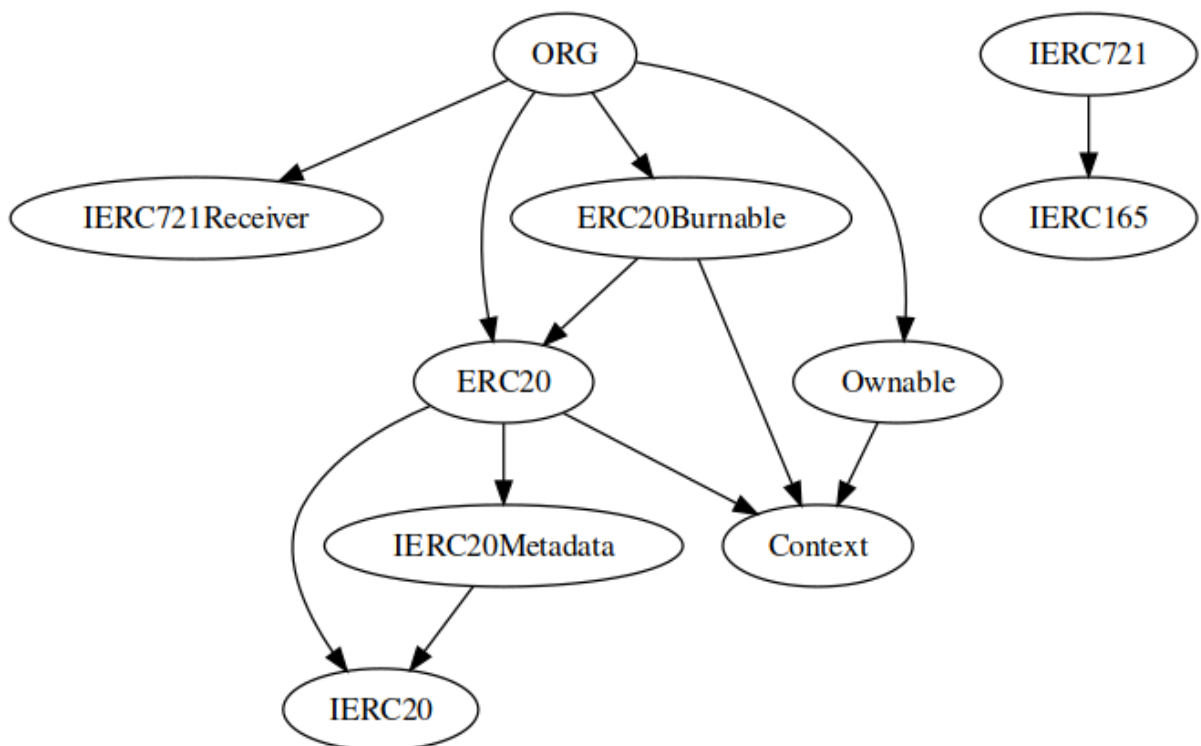 ORG
IERC721
IERC721Receiver
ERC20Burnable
IERC165
ERC20
Ownable
IERC20Metadata
Context
IERC20